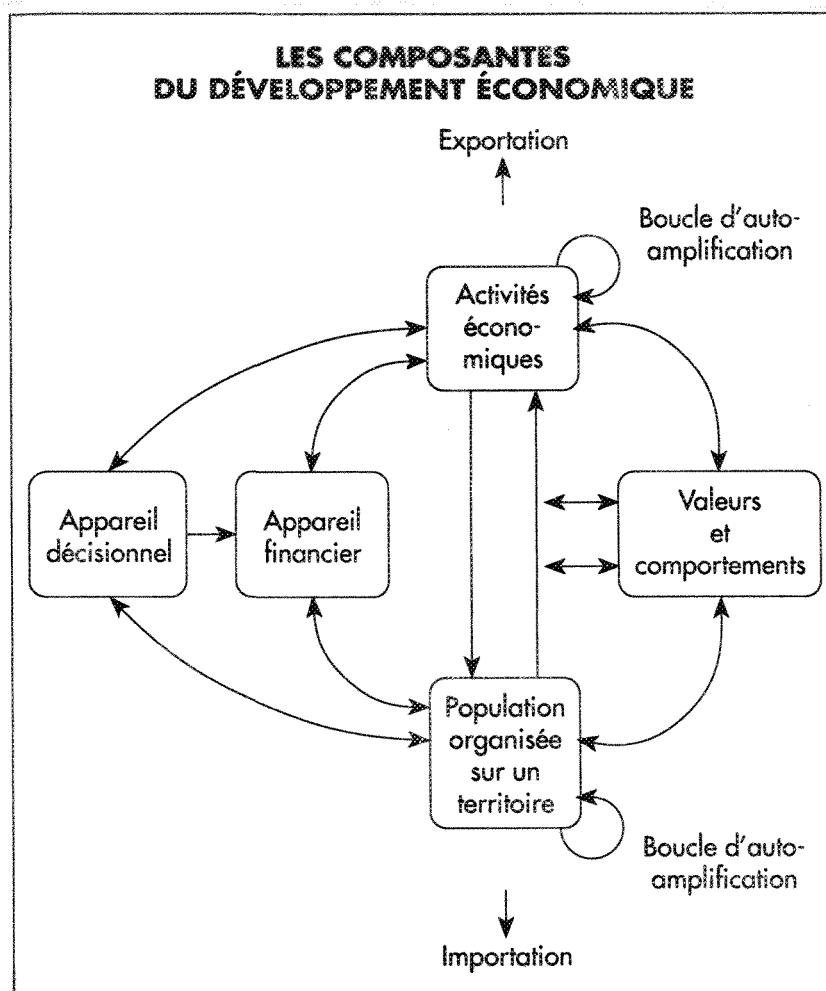 LES COMPOSANTES
DU DÉVELOPPEMENT ÉCONOMIQUE
Exportation
Boucle d'auto-
amplification
Activités
écono-
miques
Appareil
décisionnel
Appareil
financier
Valeurs
et
comportements
Population
organisée
sur un
territoire
Boucle d'auto-
amplification
Importation